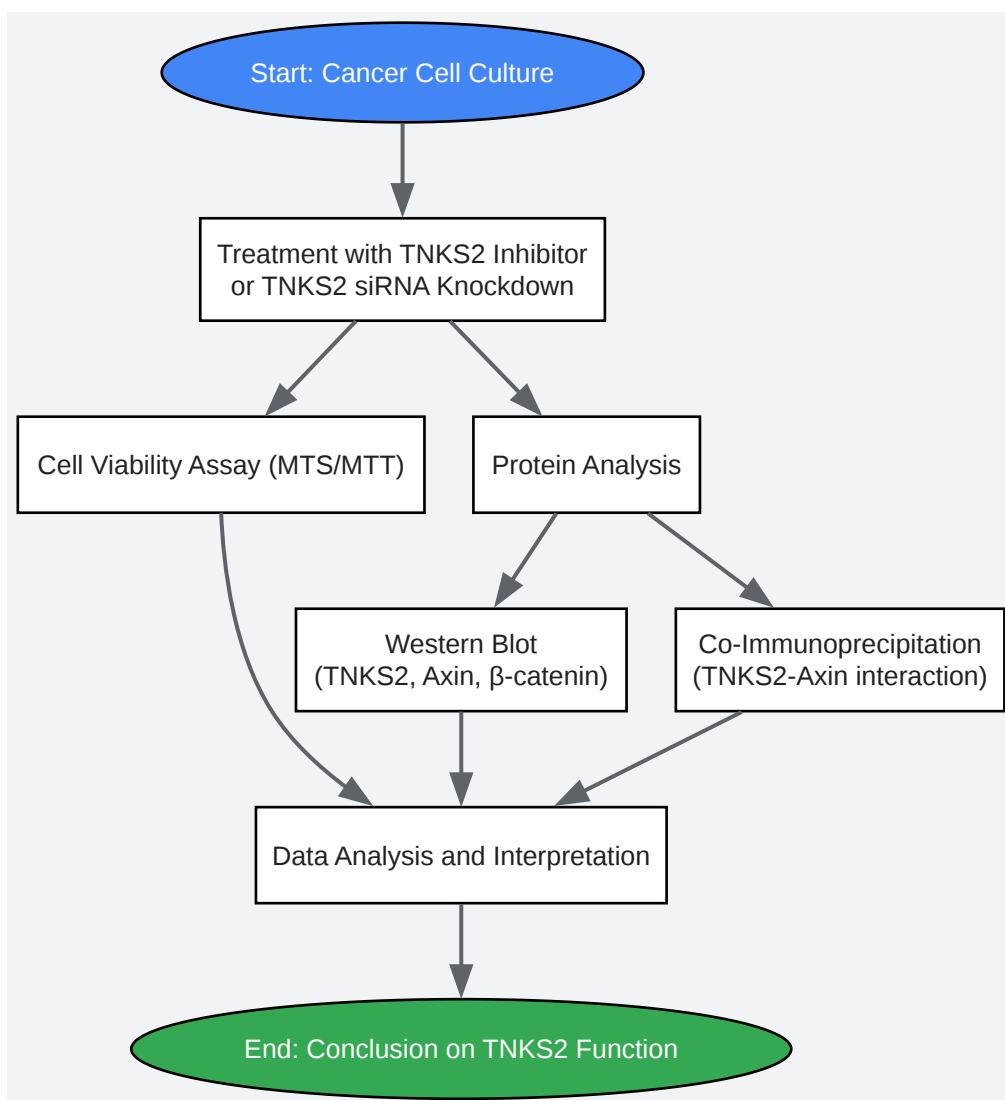 Start: Cancer Cell Culture
Treatment with TNKS2 Inhibitor
or TNKS2 siRNA Knockdown
Cell Viability Assay (MTS/MTT)
Protein Analysis
Western Blot
(TNKS2, Axin, β-catenin)
Co-Immunoprecipitation
(TNKS2-Axin interaction)
Data Analysis and Interpretation
End: Conclusion on TNKS2 Function